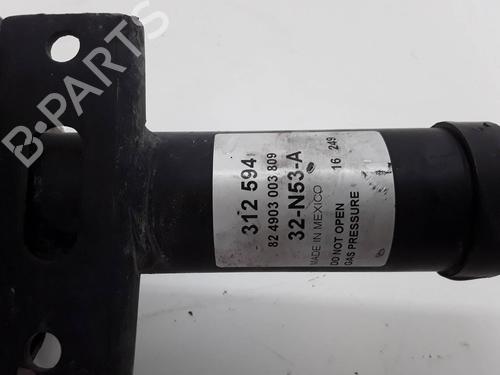 B-PARTS
312 594
82 4903 003 809
32-N53-A
MADE IN MEXICO
16 249
DO NOT OPEN
GAS PRESSURE